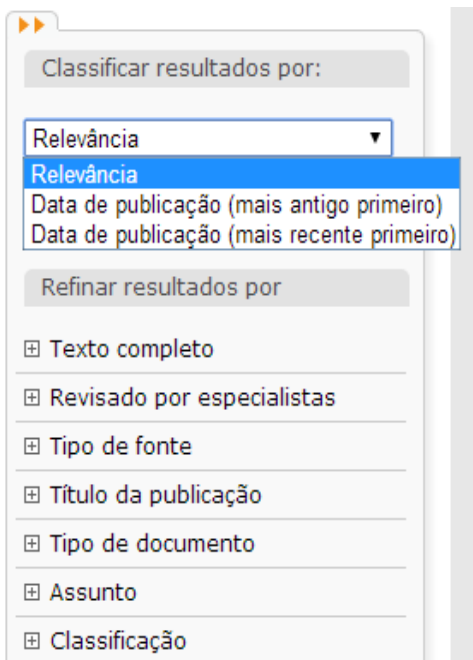 Classificar resultados por:
Relevância
Relevância
Data de publicação (mais antigo primeiro)
Data de publicação (mais recente primeiro)
Refinar resultados por
Texto completo
Revisado por especialistas
Tipo de fonte
Título da publicação
Tipo de documento
Assunto
Classificação